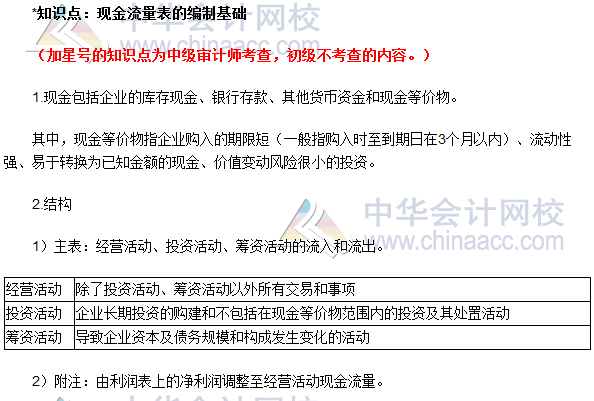 *知识点：现金流量表的编制基础
（加星号的知识点为中级审计师考查，初级不考查的内容。）
1.现金包括企业的库存现金、银行存款、其他货币资金和现金等价物。
其中，现金等价物指企业购入的期限短（一般指购入时至到期日在3个月以内）、流动性
强、易于转换为已知金额的现金、价值变动风险很小的投资。
2.结构
中华会计网校
www.chinaacc.com
1）主表：经营活动、投资活动、筹资活动的流入和流出。
经营活动 除了投资活动、筹资活动以外所有交易和事项
投资活动 企业长期投资的购建和不包括在现金等价物范围内的投资及其处置活动
筹资活动 导致企业资本及债务规模和构成发生变化的活动
2）附注：由利润表上的净利润调整至经营活动现金流量。